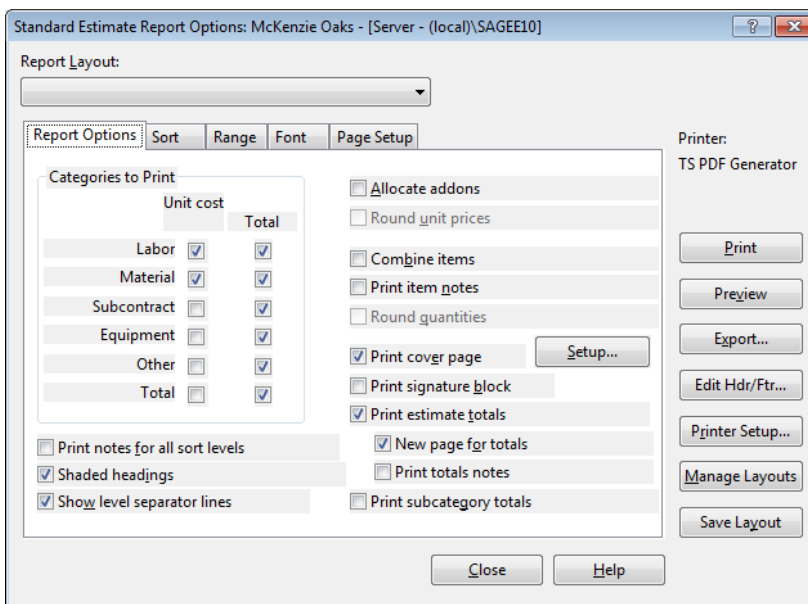 Standard Estimate Report Options: McKenzie Oaks - [Server - (local)\SAGEE10]
Report Layout:
Report Options Sort Range Font Page Setup
Categories to Print
Unit cost
Total
Labor
Material
Subcontract
Equipment
Other
Total
Print notes for all sort levels
Shaded headings
Show level separator lines
Allocate addons
Round unit prices
Combine items
Print item notes
Round quantities
Print cover page Setup...
Print signature block
Print estimate totals
New page for totals
Print totals notes
Print subcategory totals
Printer:
TS PDF Generator
Print
Preview
Export...
Edit Hdr/Ftr...
Printer Setup...
Manage Layouts
Save Layout
Close Help